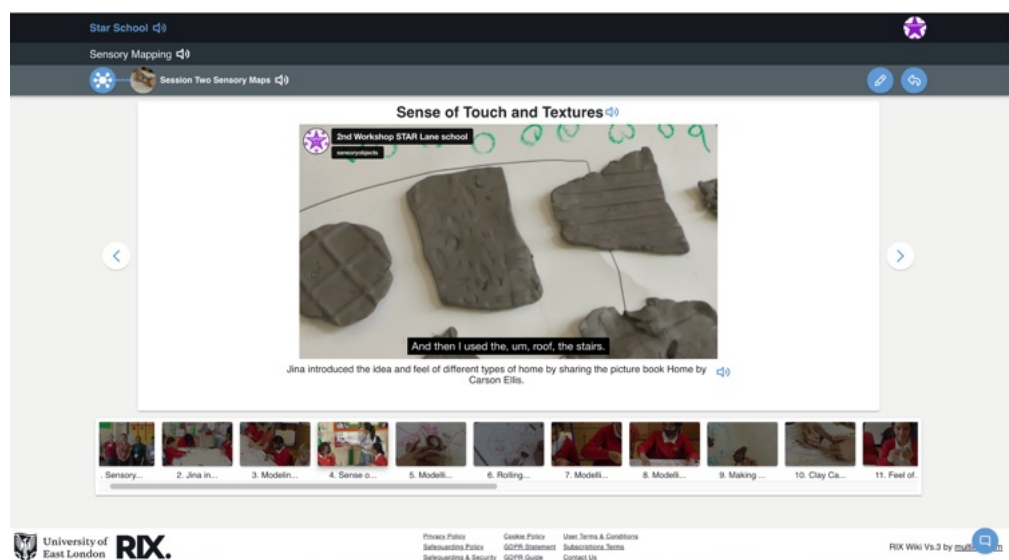 Star School
Sensory Mapping
Session Two Sensory Maps
Sense of Touch and Textures
2nd Workshop STAR Lane school
sensoryobjects
And then I used the, um, roof, the stairs.
Jina introduced the idea and feel of different types of home by sharing the picture book Home by
Carson Ellis.
. Sensory...
2. Jina in...
3. Modelin...
4. Sense o...
5. Modelli...
6. Rolling...
7. Modelli...
8. Modelli...
9. Making ...
10. Clay Ca...
11. Feel of.
University of
East London
RIX.
Privacy Policy
Safeguarding Policy
Safeguarding & Security
Cookie Policy
GDPR Statement
GDPR Guide
User Terms & Conditions
Subscriptions Terms
Contact Us
RIX Wiki Vs.3 by